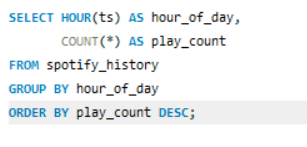 SELECT HOUR(ts) AS hour_of_day,
       COUNT(*) AS play_count
FROM spotify_history
GROUP BY hour_of_day
ORDER BY play_count DESC;